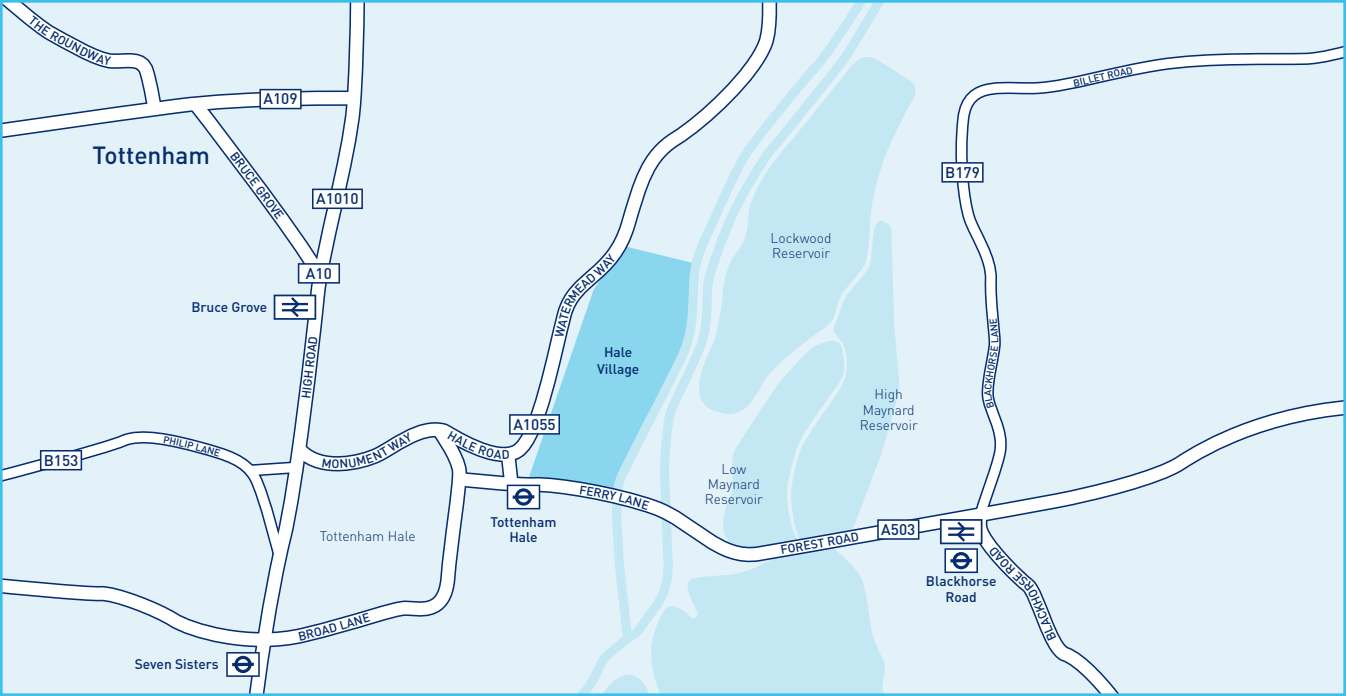 THE ROUNDWAY
BILLET ROAD
A109
Tottenham
BRUCE GROVE
A1010
B179
Lockwood
Reservoir
A10
Bruce Grove
WATERMEAD WAY
HIGH ROAD
Hale
Village
BLACKHORSE LANE
High
Maynard
Reservoir
A1055
PHILIP LANE
B153
MONUMENT WAY
HALE ROAD
Low
Maynard
Reservoir
FERRY LANE
Tottenham
Hale
Tottenham Hale
FOREST ROAD
A503
BLACKHORSE ROAD
Blackhorse
Road
BROAD LANE
Seven Sisters